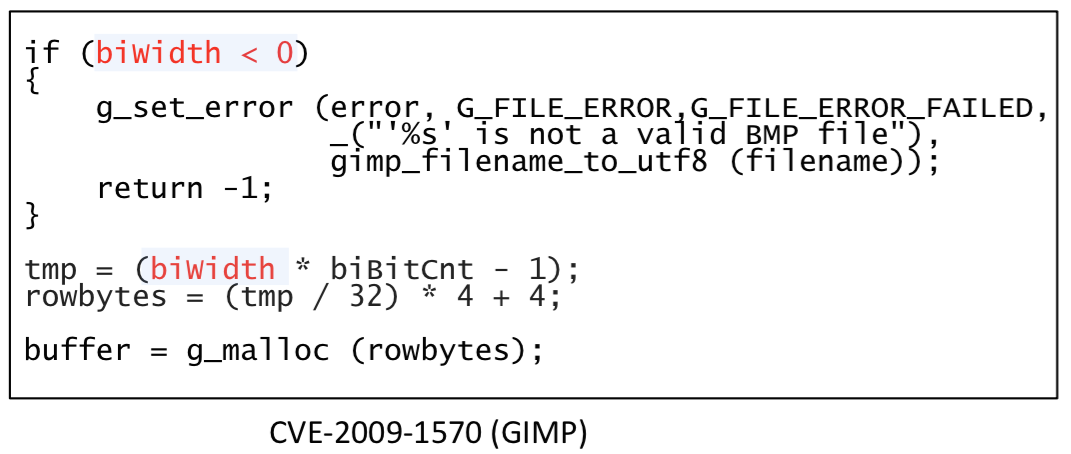 if (biWidth < 0)
{
    g_set_error (error, G_FILE_ERROR,G_FILE_ERROR_FAILED,
                 _("'%s' is not a valid BMP file"),
                 gimp_filename_to_utf8 (filename));
    return -1;
}
tmp = (biWidth * biBitCnt - 1);
rowbytes = (tmp / 32) * 4 + 4;
buffer = g_malloc (rowbytes);
CVE-2009-1570 (GIMP)